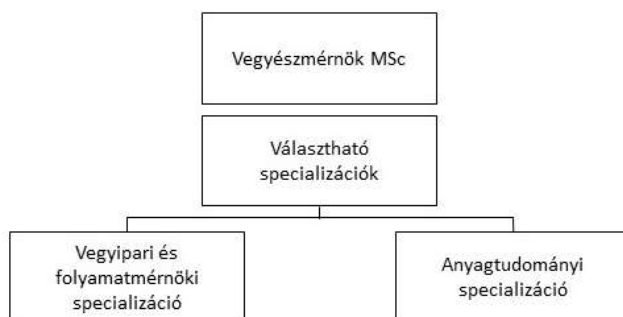 Vegyészmérnök MSc
Választható
specializációk
Vegyipari és
folyamatmérnöki
specializáció
Anyagtudományi
specializáció